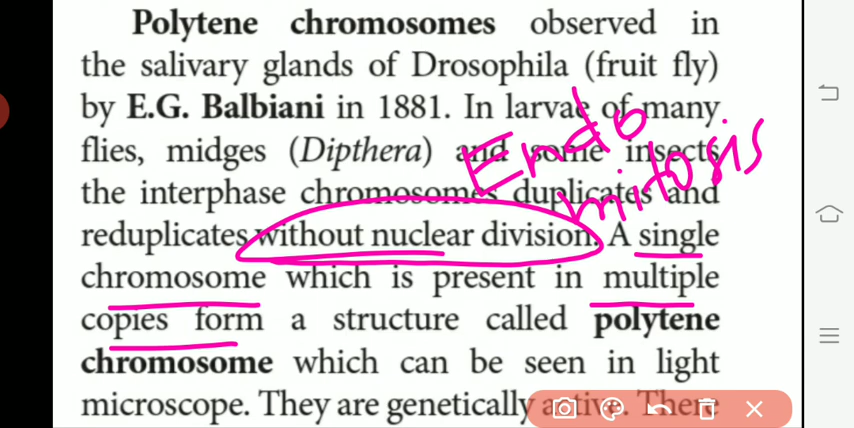 Polytene chromosomes observed in
the salivary glands of Drosophila (fruit fly)
by E.G. Balbiani in 1881. In larvae of many
flies, midges (Dipthera) and some insects
the interphase chromosomes duplicates and
reduplicates without nuclear division. A single
chromosome which is present in multiple
copies form a structure called polytene
chromosome which can be seen in light
microscope. They are genetically active. There
Endo
mitosis